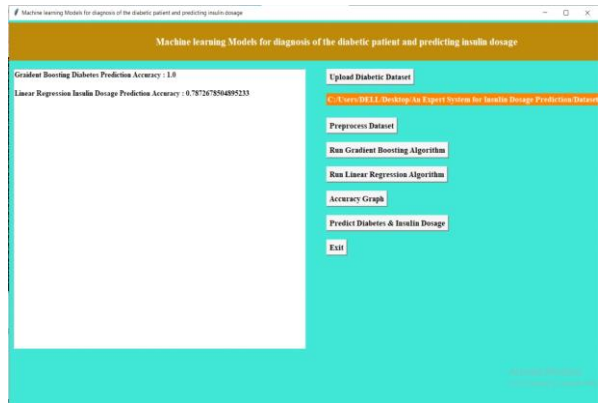 Machine learning Models for diagnosis of the diabetic patient and predicting insulin dosage
Machine learning Models for diagnosis of the diabetic patient and predicting insulin dosage
Graident Boosting Diabetes Prediction Accuracy : 1.0
Linear Regression Insulin Dosage Prediction Accuracy : 0.7872678504895233
Upload Diabetic Dataset
C:/Users/DELL/Desktop/An Expert System for Insulin Dosage Prediction/Dataset
Preprocess Dataset
Run Gradient Boosting Algorithm
Run Linear Regression Algorithm
Accuracy Graph
Predict Diabetes & Insulin Dosage
Exit